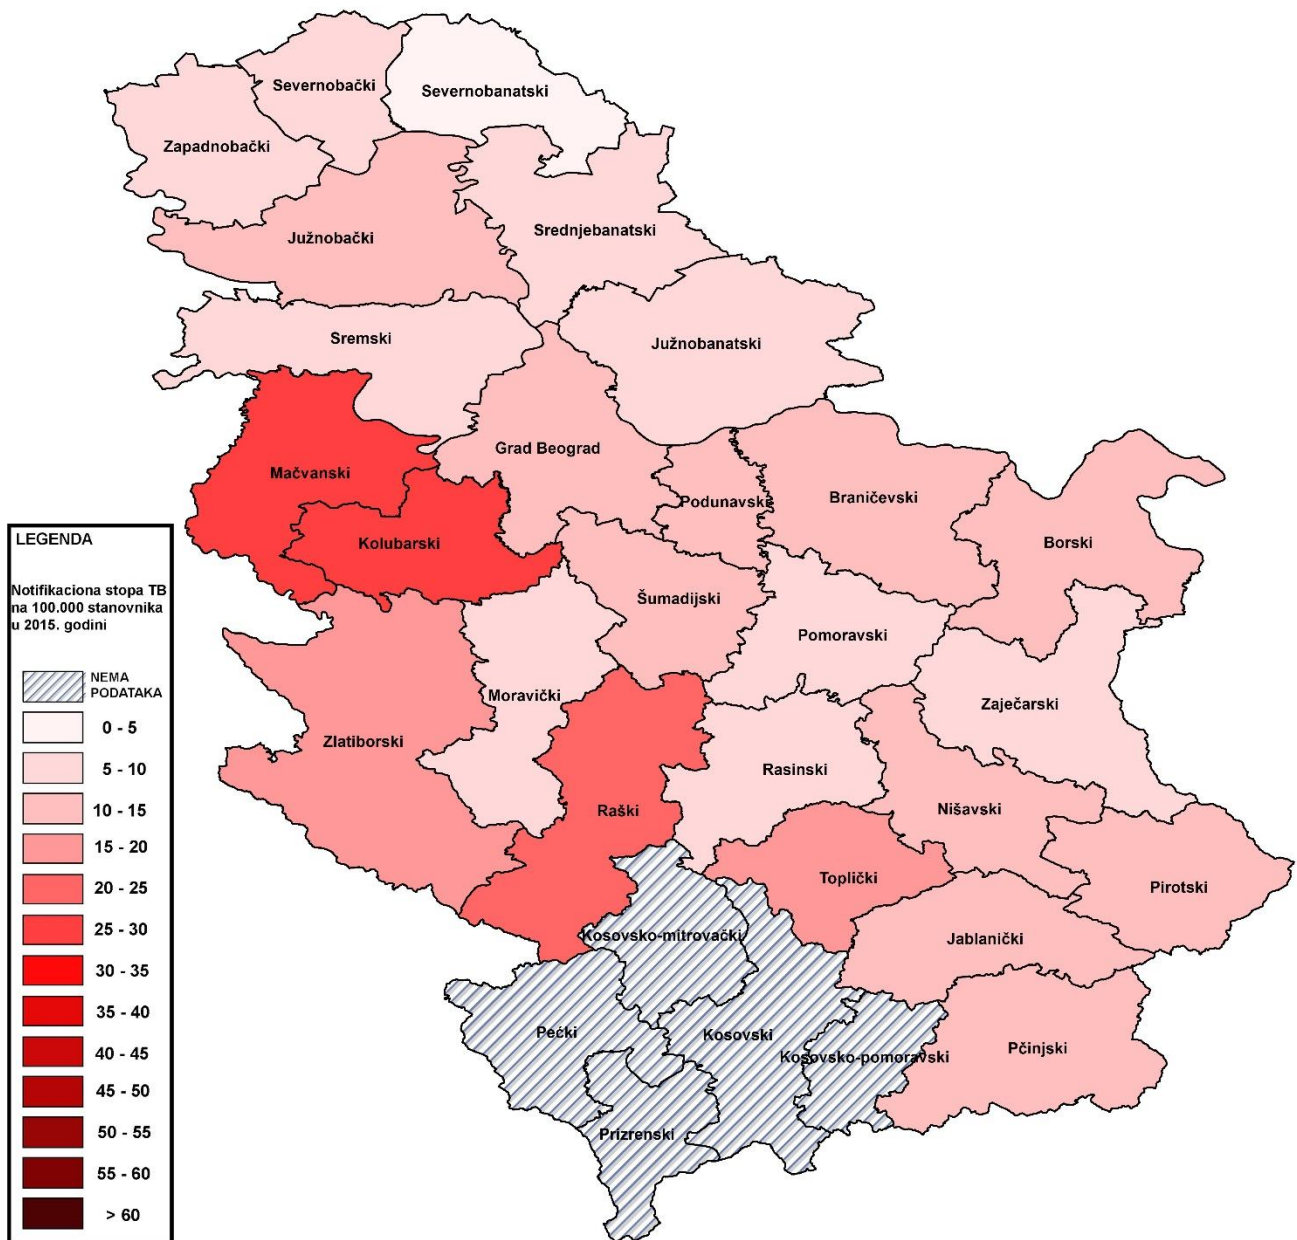 Severnobački
Severnobanatski
Zapadnobački
Srednjebanatski
Južnobački
Sremski
Južnobanatski
Grad Beograd
Mačvanski
Podunavski
Braničevski
Kolubarski
Borski
Šumadijski
Pomoravski
Moravički
Zaječarski
Zlatiborski
Rasinski
Raški
Nišavski
Toplički
Pirotski
Kosovsko-mitrovački
Jablanički
Pećki
Kosovski
Kosovsko-pomoravski
Pčinjski
Prizrenski
LEGENDA
Notifikaciona stopa TB
na 100.000 stanovnika
u 2015. godini
NEMA
PODATAKA
0 - 5
5 - 10
10 - 15
15 - 20
20 - 25
25 - 30
30 - 35
35 - 40
40 - 45
45 - 50
50 - 55
55 - 60
> 60